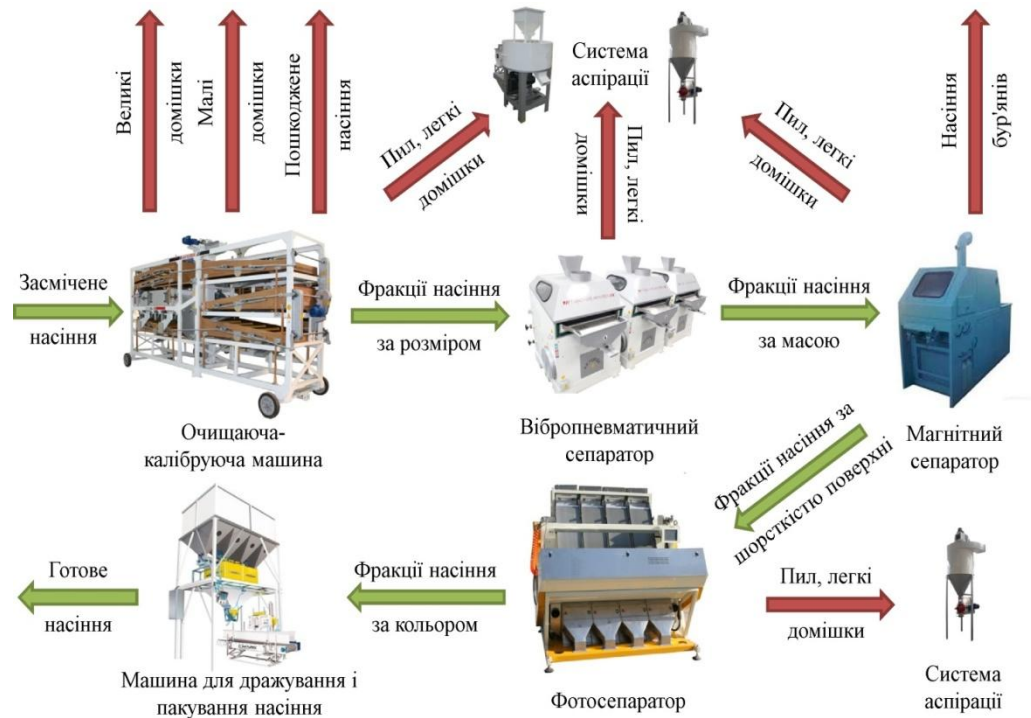 Великі
домішки
Малі
домішки
Пошкоджене
насіння
Пил, легкі
домішки
Система
аспірації
Пил, легкі
домішки
Пил, легкі
домішки
Насіння
бур'янів
Засмічене
насіння
Фракції насіння
за розміром
Фракції насіння
за масою
Очищаюча-
калібруюча машина
Вібропневматичний
сепаратор
Магнітний
сепаратор
Фракції насіння за
шорсткістю поверхні
Готове
насіння
Фракції насіння
за кольором
Пил, легкі
домішки
Машина для дражування і
пакування насіння
Фотосепаратор
Система
аспірації